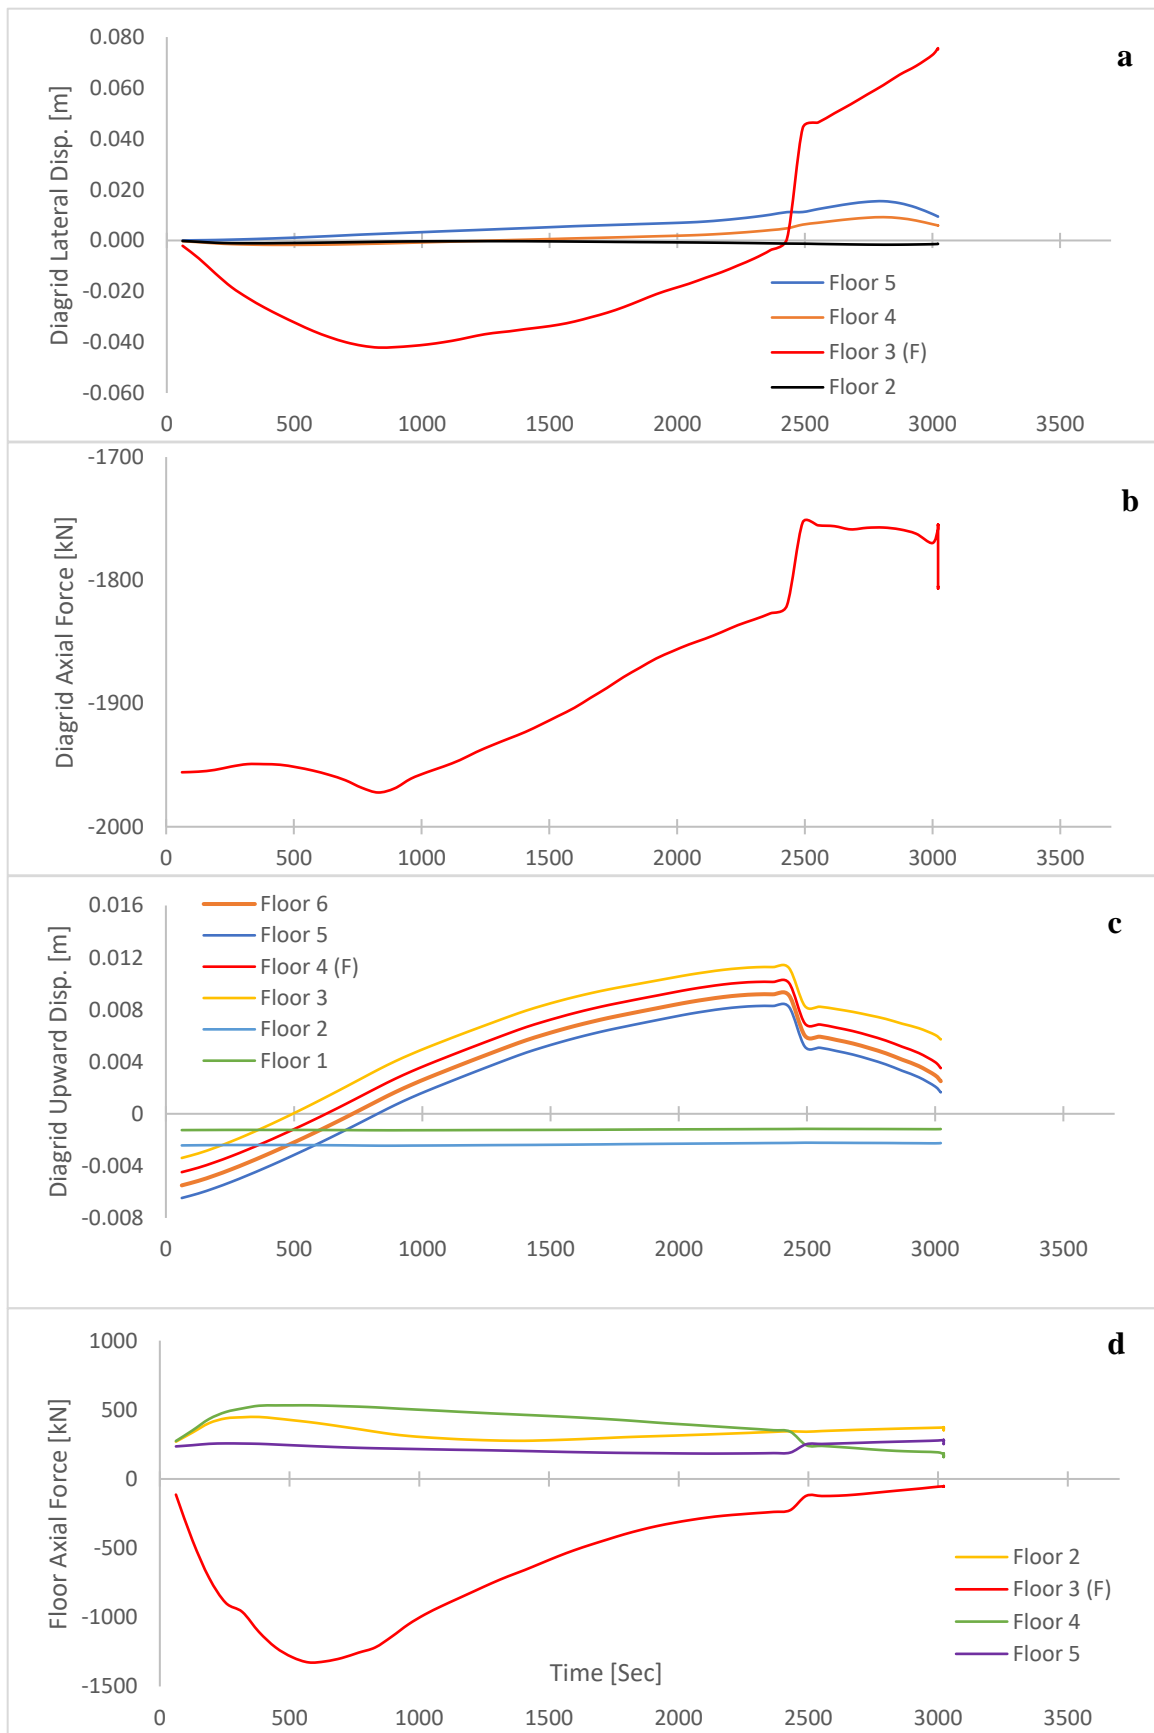 a
Diagrid Lateral Disp. [m]
0.080
0.060
0.040
0.020
0.000
-0.020
-0.040
-0.060
Floor 5
Floor 4
Floor 3 (F)
Floor 2
0 500 1000 1500 2000 2500 3000 3500
b
Diagrid Axial Force [kN]
-1700
-1800
-1900
-2000
0 500 1000 1500 2000 2500 3000 3500
c
Diagrid Upward Disp. [m]
0.016
0.012
0.008
0.004
0
-0.004
-0.008
Floor 6
Floor 5
Floor 4 (F)
Floor 3
Floor 2
Floor 1
0 500 1000 1500 2000 2500 3000 3500
d
Floor Axial Force [kN]
1000
500
0
-500
-1000
-1500
Floor 2
Floor 3 (F)
Floor 4
Floor 5
Time [Sec]
0 500 1000 1500 2000 2500 3000 3500